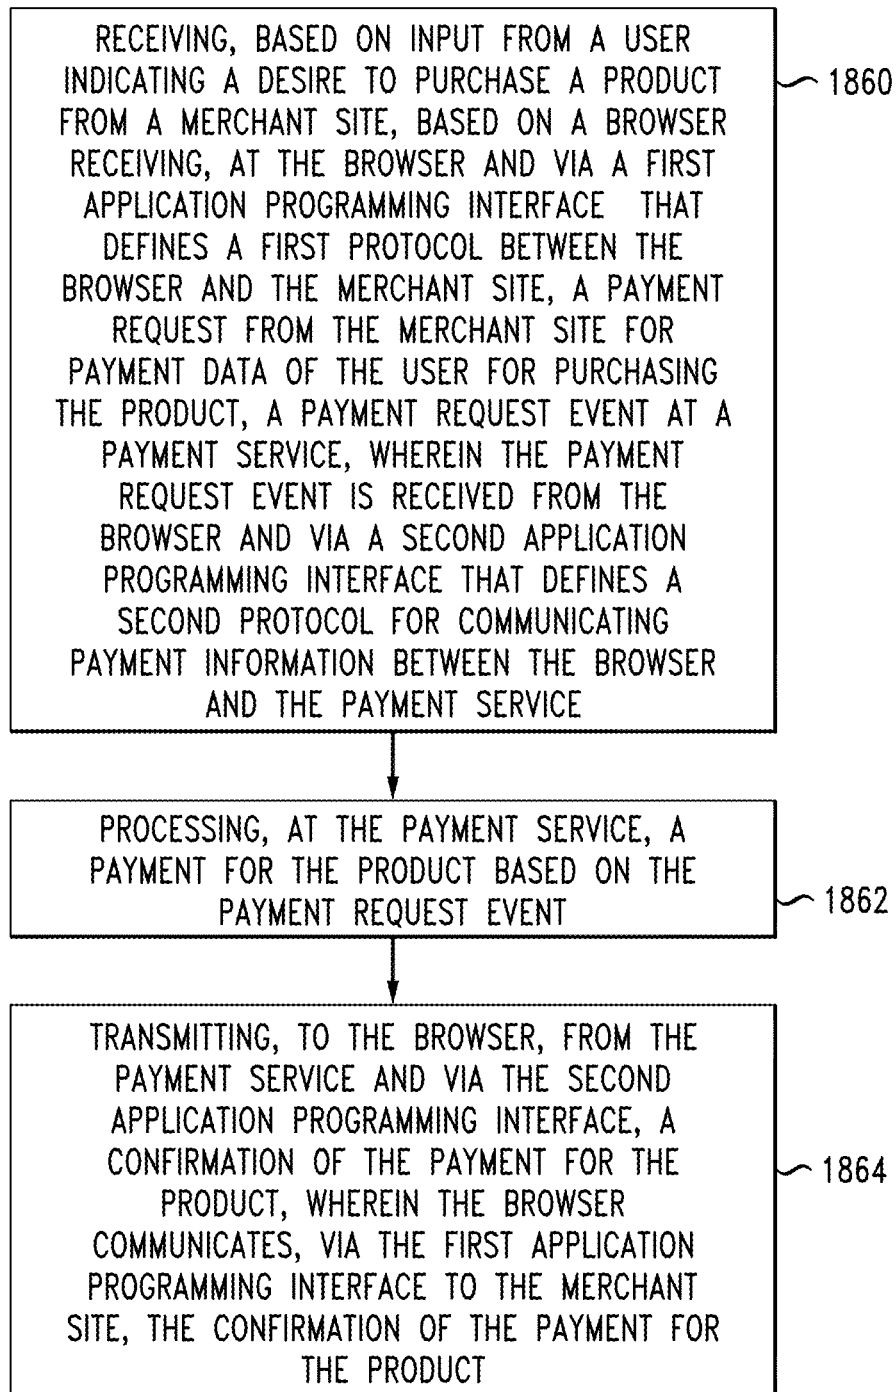 RECEIVING, BASED ON INPUT FROM A USER
INDICATING A DESIRE TO PURCHASE A PRODUCT
FROM A MERCHANT SITE, BASED ON A BROWSER
RECEIVING, AT THE BROWSER AND VIA A FIRST
APPLICATION PROGRAMMING INTERFACE THAT
DEFINES A FIRST PROTOCOL BETWEEN THE
BROWSER AND THE MERCHANT SITE, A PAYMENT
REQUEST FROM THE MERCHANT SITE FOR
PAYMENT DATA OF THE USER FOR PURCHASING
THE PRODUCT, A PAYMENT REQUEST EVENT AT A
PAYMENT SERVICE, WHEREIN THE PAYMENT
REQUEST EVENT IS RECEIVED FROM THE
BROWSER AND VIA A SECOND APPLICATION
PROGRAMMING INTERFACE THAT DEFINES A
SECOND PROTOCOL FOR COMMUNICATING
PAYMENT INFORMATION BETWEEN THE BROWSER
AND THE PAYMENT SERVICE
1860
PROCESSING, AT THE PAYMENT SERVICE, A
PAYMENT FOR THE PRODUCT BASED ON THE
PAYMENT REQUEST EVENT
1862
TRANSMITTING, TO THE BROWSER, FROM THE
PAYMENT SERVICE AND VIA THE SECOND
APPLICATION PROGRAMMING INTERFACE, A
CONFIRMATION OF THE PAYMENT FOR THE
PRODUCT, WHEREIN THE BROWSER
COMMUNICATES, VIA THE FIRST APPLICATION
PROGRAMMING INTERFACE TO THE MERCHANT
SITE, THE CONFIRMATION OF THE PAYMENT FOR
THE PRODUCT
1864